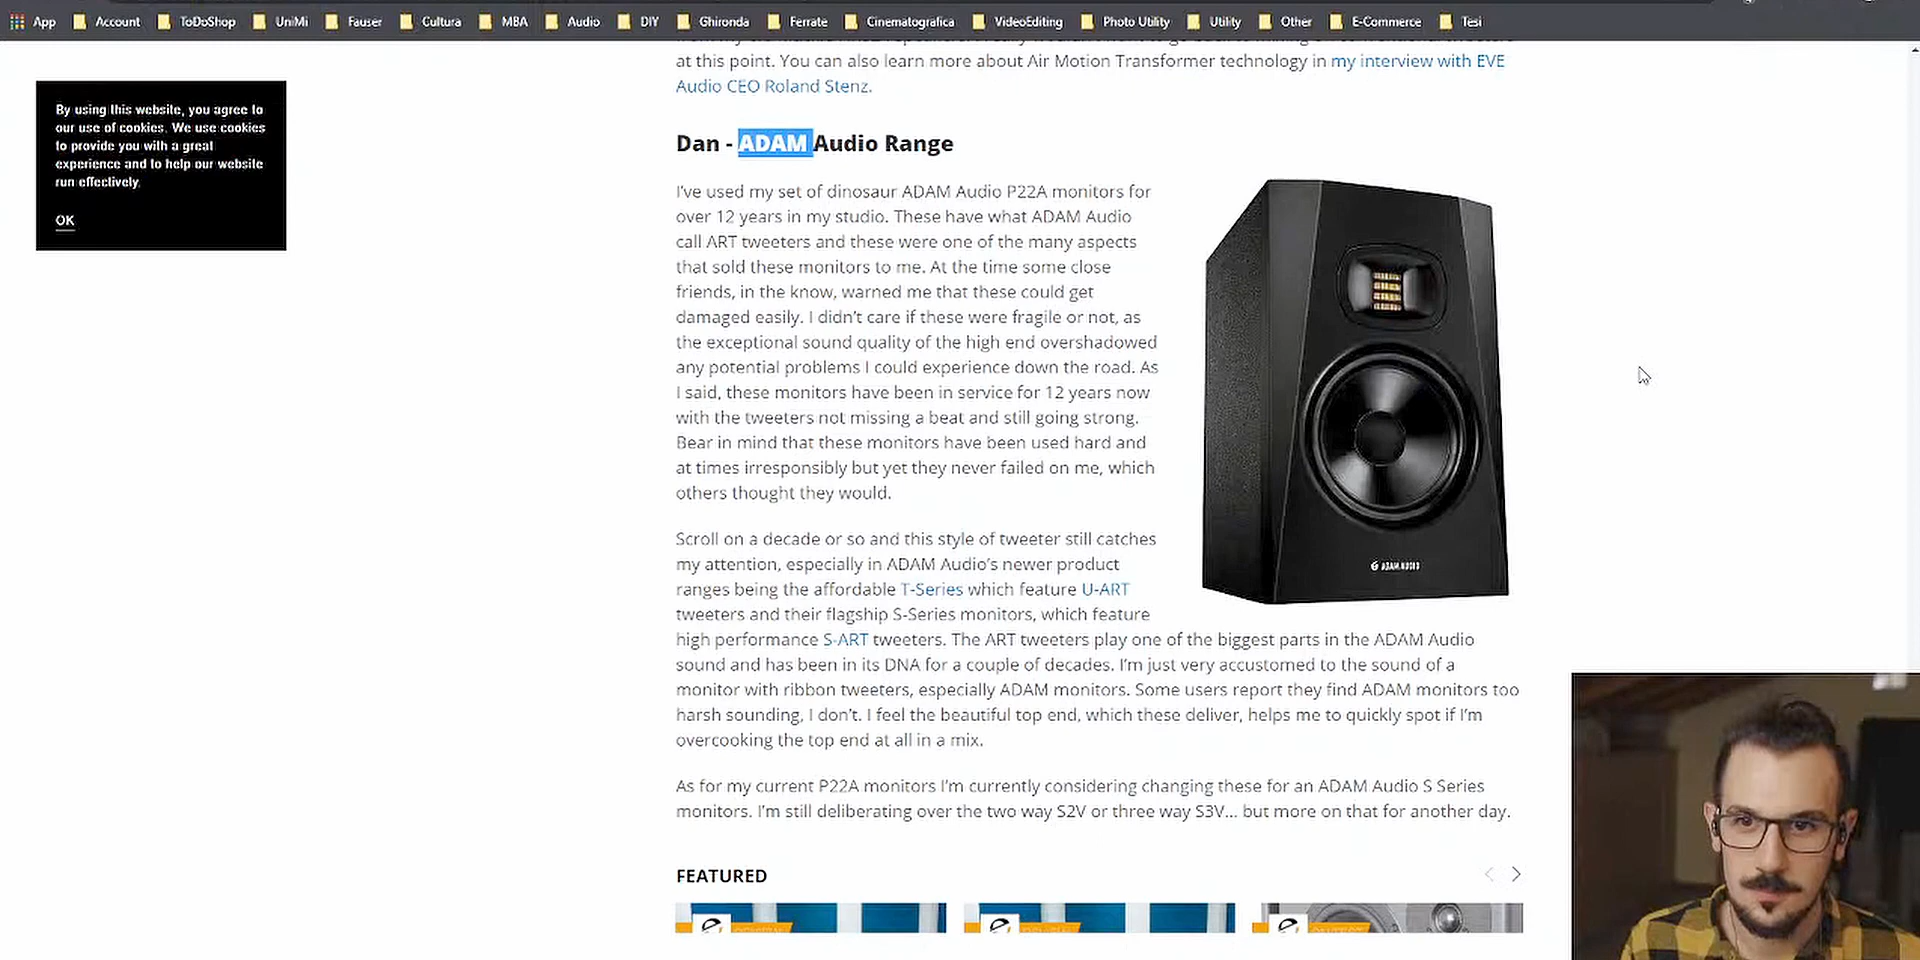 App Account ToDoShop UniMi Fauser Cultura MBA Audio DIY Ghironda Ferrate Cinematografica VideoEditing Photo Utility Utility Other E-Commerce Tesi
at this point. You can also learn more about Air Motion Transformer technology in my interview with EVE
Audio CEO Roland Stenz.
By using this website, you agree to
our use of cookies. We use cookies
to provide you with a great
experience and to help our website
run effectively.
OK
Dan - ADAM Audio Range
I've used my set of dinosaur ADAM Audio P22A monitors for
over 12 years in my studio. These have what ADAM Audio
call ART tweeters and these were one of the many aspects
that sold these monitors to me. At the time some close
friends, in the know, warned me that these could get
damaged easily. I didn't care if these were fragile or not, as
the exceptional sound quality of the high end overshadowed
any potential problems I could experience down the road. As
I said, these monitors have been in service for 12 years now
with the tweeters not missing a beat and still going strong.
Bear in mind that these monitors have been used hard and
at times irresponsibly but yet they never failed on me, which
others thought they would.
ADAM AUDIO
Scroll on a decade or so and this style of tweeter still catches
my attention, especially in ADAM Audio's newer product
ranges being the affordable T-Series which feature U-ART
tweeters and their flagship S-Series monitors, which feature
high performance S-ART tweeters. The ART tweeters play one of the biggest parts in the ADAM Audio
sound and has been in its DNA for a couple of decades. I'm just very accustomed to the sound of a
monitor with ribbon tweeters, especially ADAM monitors. Some users report they find ADAM monitors too
harsh sounding, I don't. I feel the beautiful top end, which these deliver, helps me to quickly spot if I'm
overcooking the top end at all in a mix.
As for my current P22A monitors I'm currently considering changing these for an ADAM Audio S Series
monitors. I'm still deliberating over the two way S2V or three way S3V... but more on that for another day.
FEATURED